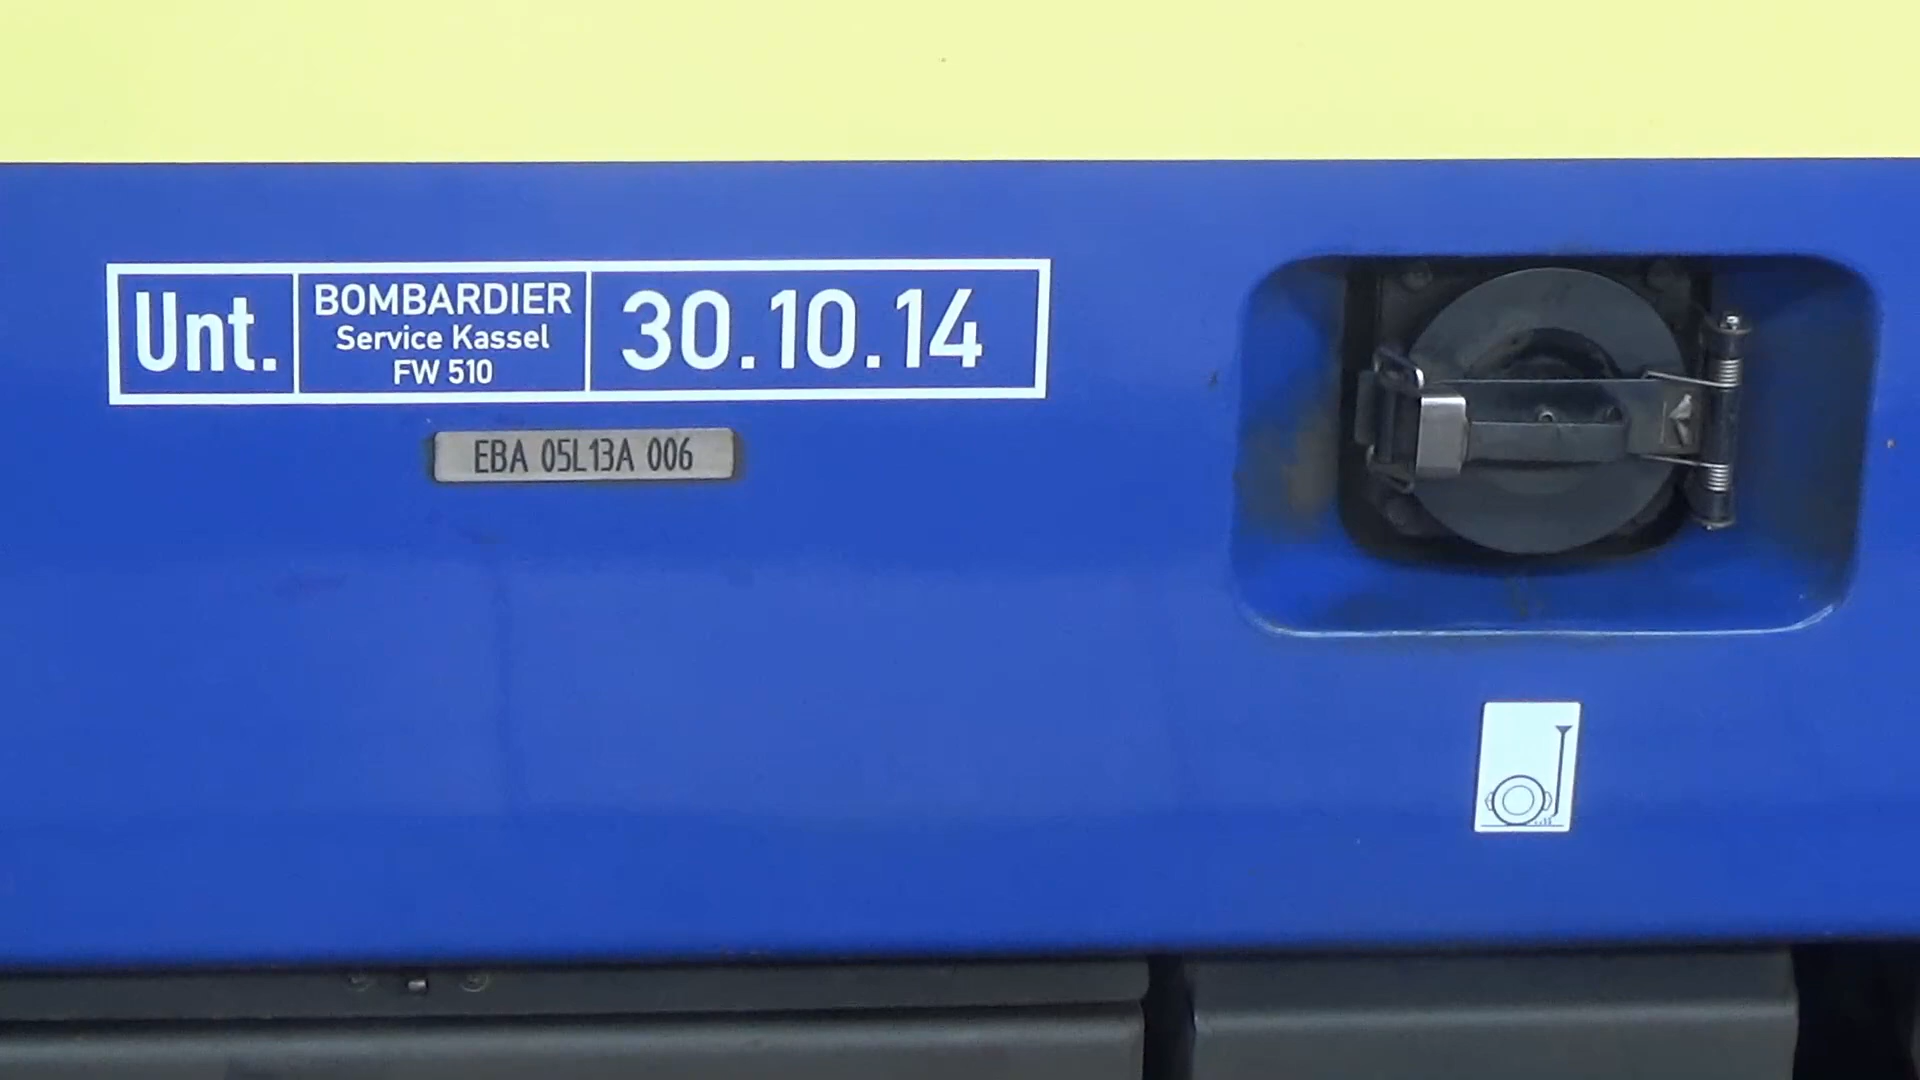 Unt.
BOMBARDIER
Service Kassel
FW 510
30.10.14
EBA 05L13A 006